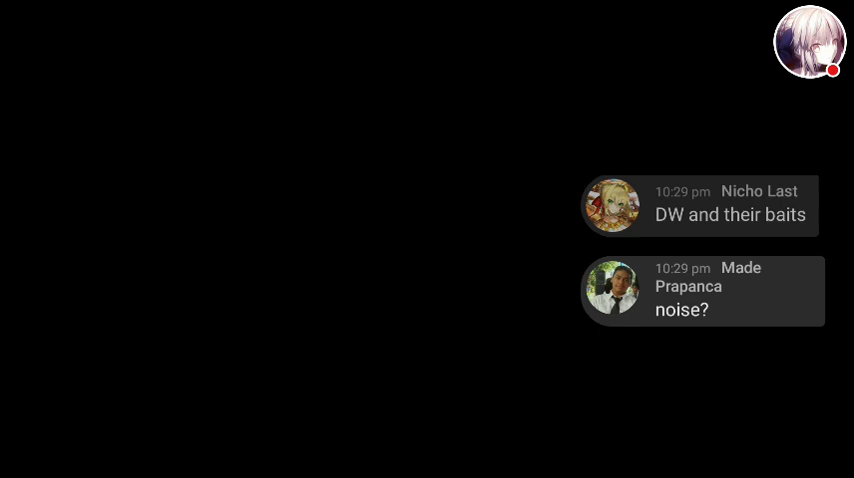 10:29 pm Nicho Last
DW and their baits
10:29 pm Made
Prapanca
noise?